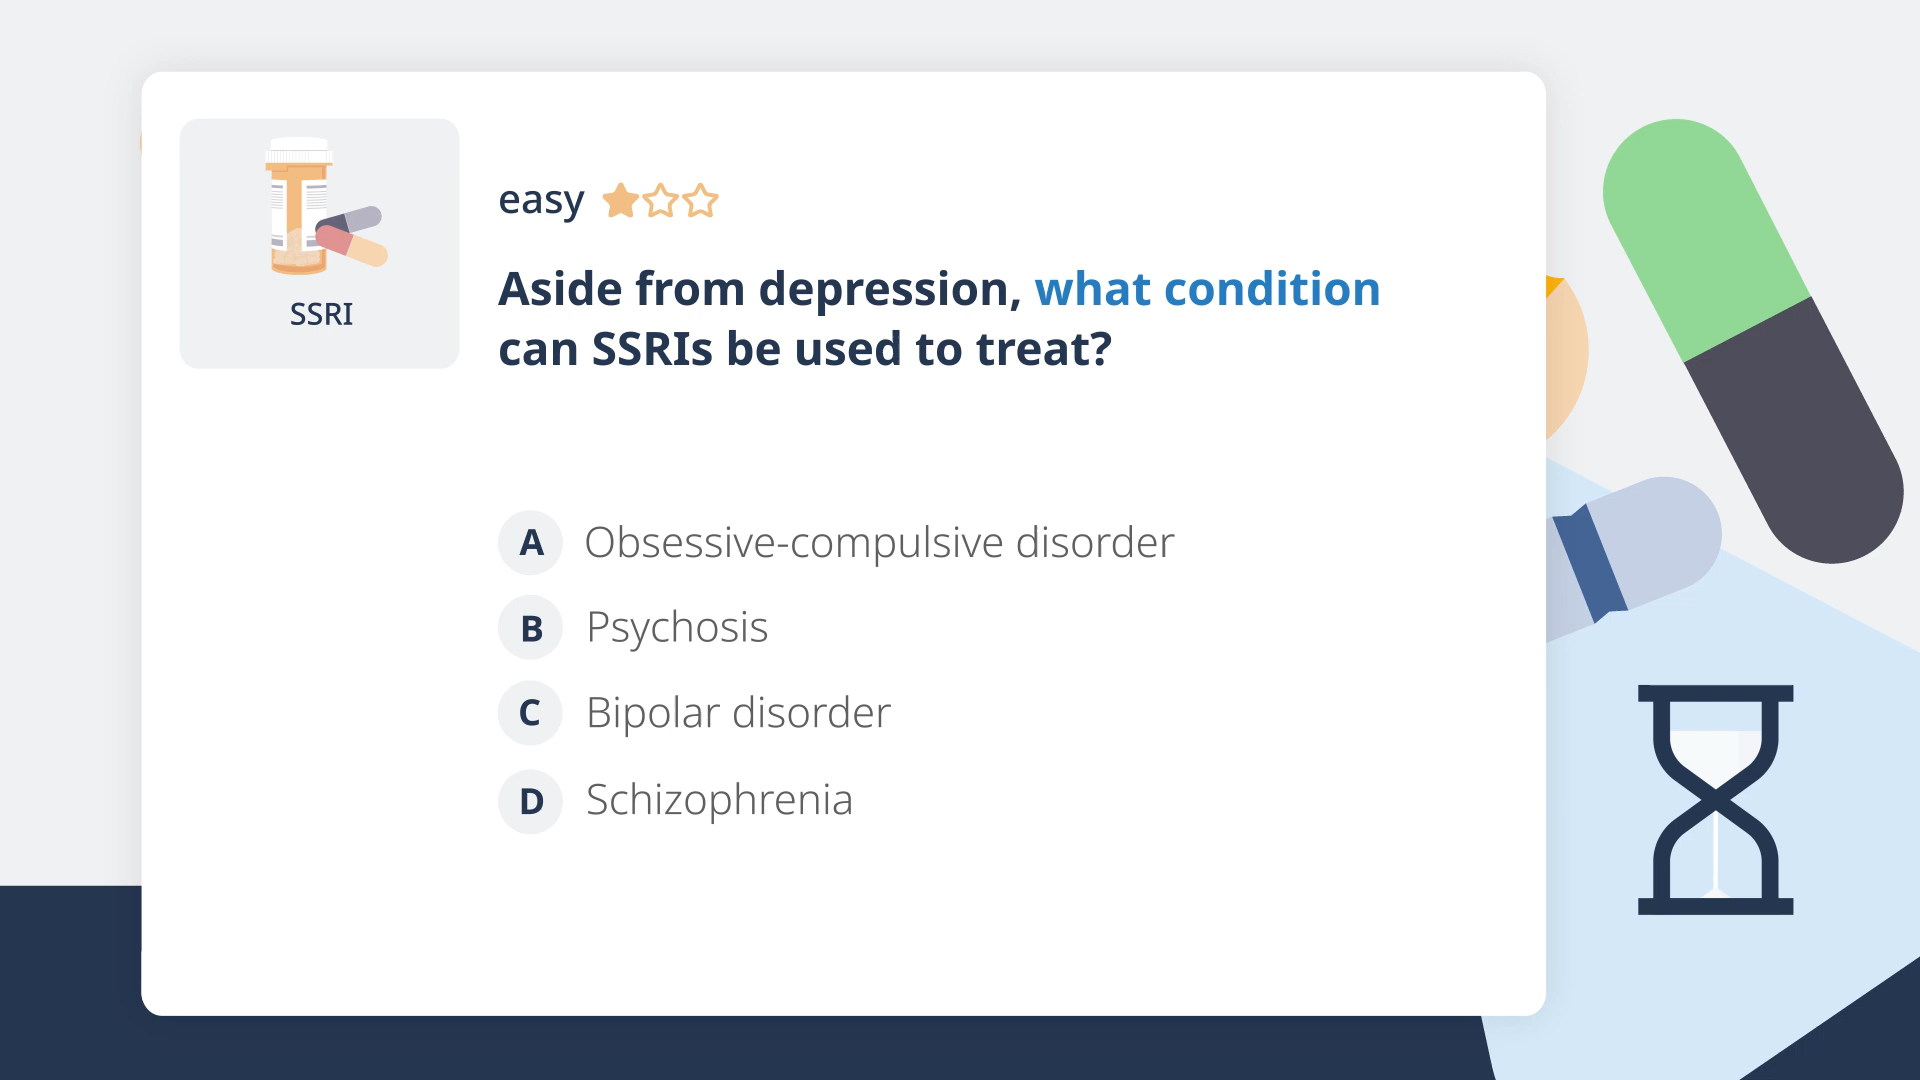 SSRI
easy
Aside from depression, what condition
can SSRIs be used to treat?
A Obsessive-compulsive disorder
B Psychosis
C Bipolar disorder
D Schizophrenia